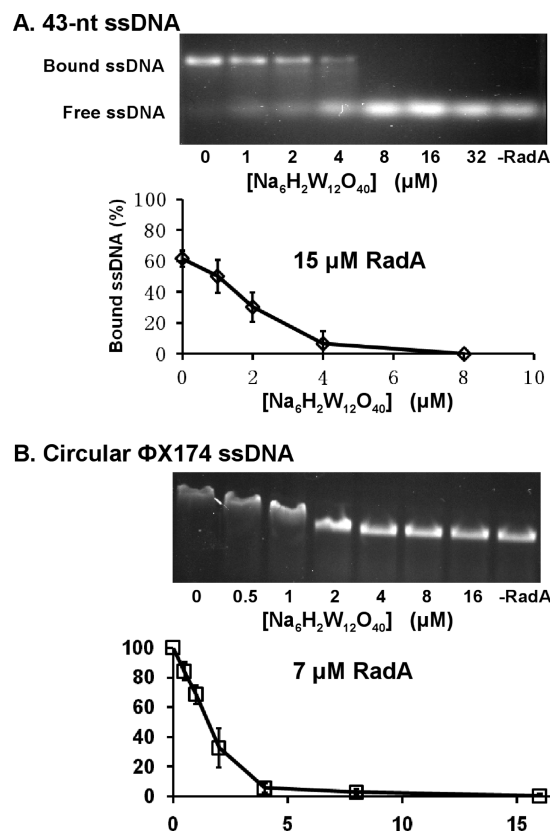 A. 43-nt ssDNA
Bound ssDNA
Free ssDNA
0 1 2 4 8 16 32 -RadA
[Na₆H₂W₁₂O₄₀] (µM)
Bound ssDNA (%)
100
80
60
40
20
0
15 µM RadA
0 2 4 6 8 10
[Na₆H₂W₁₂O₄₀] (µM)
B. Circular ΦX174 ssDNA
0 0.5 1 2 4 8 16 -RadA
[Na₆H₂W₁₂O₄₀] (µM)
100
80
60
40
20
0
7 µM RadA
0 5 10 15